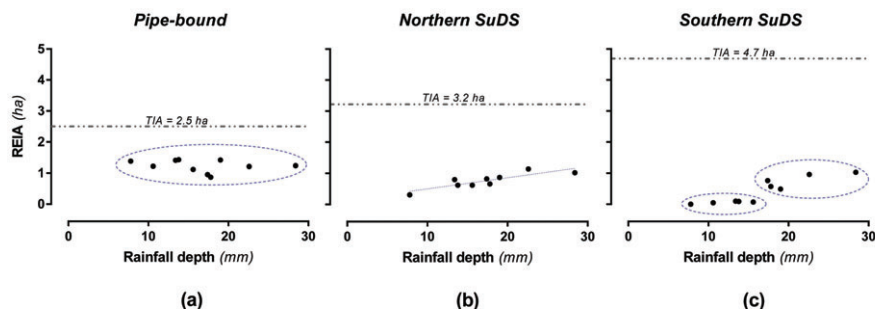 Pipe-bound
Northern SuDS
Southern SuDS
REIA (ha)
5
4
3
2
1
0
TIA = 2.5 ha
0 10 20 30
Rainfall depth (mm)
(a)
TIA = 3.2 ha
0 10 20 30
Rainfall depth (mm)
(b)
TIA = 4.7 ha
0 10 20 30
Rainfall depth (mm)
(c)